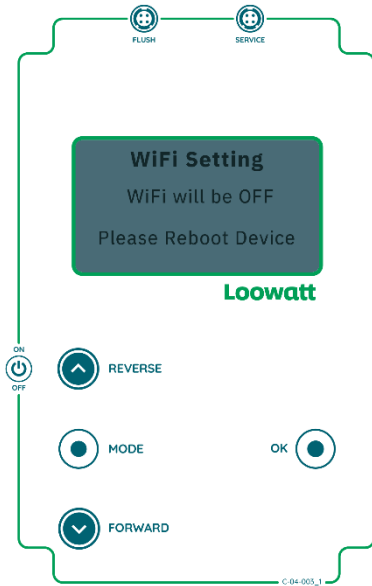 FLUSH
SERVICE
WiFi Setting
WiFi will be OFF
Please Reboot Device
Loowatt
ON
OFF
REVERSE
MODE
OK
FORWARD
C-04-003_1